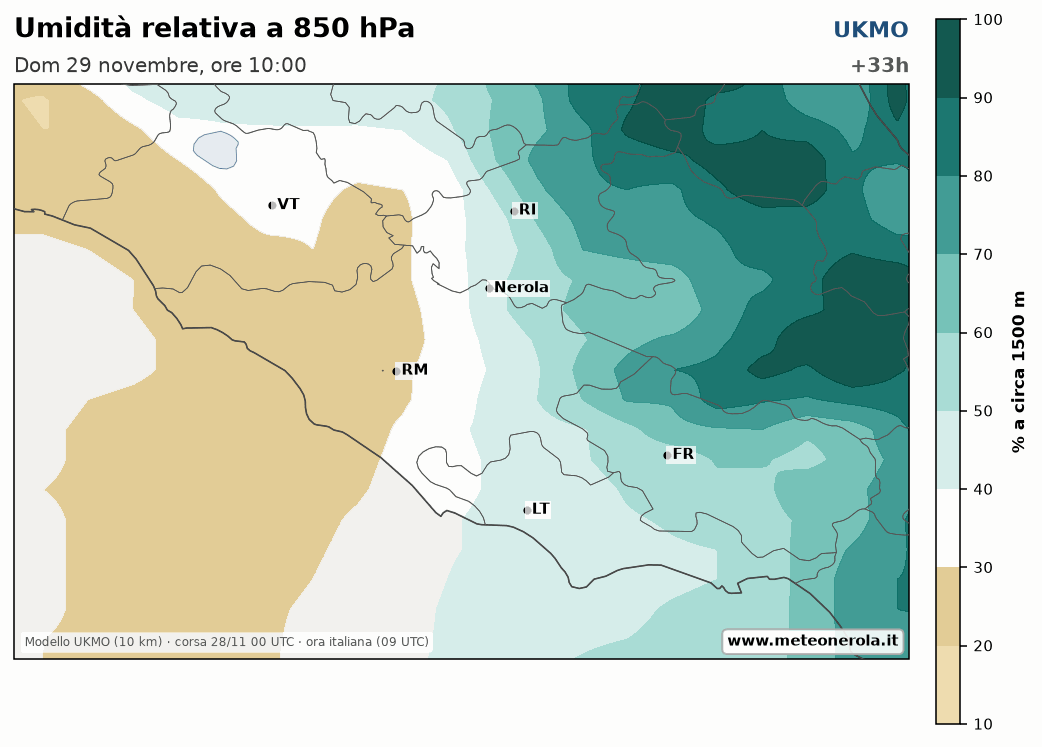 Umidità relativa a 850 hPa
UKMO
Dom 29 novembre, ore 10:00
+33h
VT
RI
Nerola
RM
FR
LT
Modello UKMO (10 km) · corsa 28/11 00 UTC · ora italiana (09 UTC)
www.meteonerola.it
100
90
80
70
60
50
40
30
20
10
% a circa 1500 m